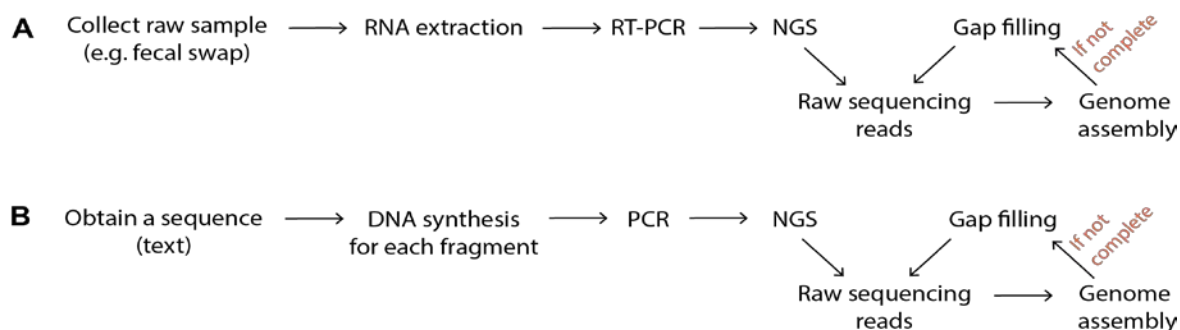 A
Collect raw sample
(e.g. fecal swap)
RNA extraction
RT-PCR
NGS
Gap filling
If not
complete
Raw sequencing
reads
Genome
assembly
B
Obtain a sequence
(text)
DNA synthesis
for each fragment
PCR
NGS
Gap filling
If not
complete
Raw sequencing
reads
Genome
assembly